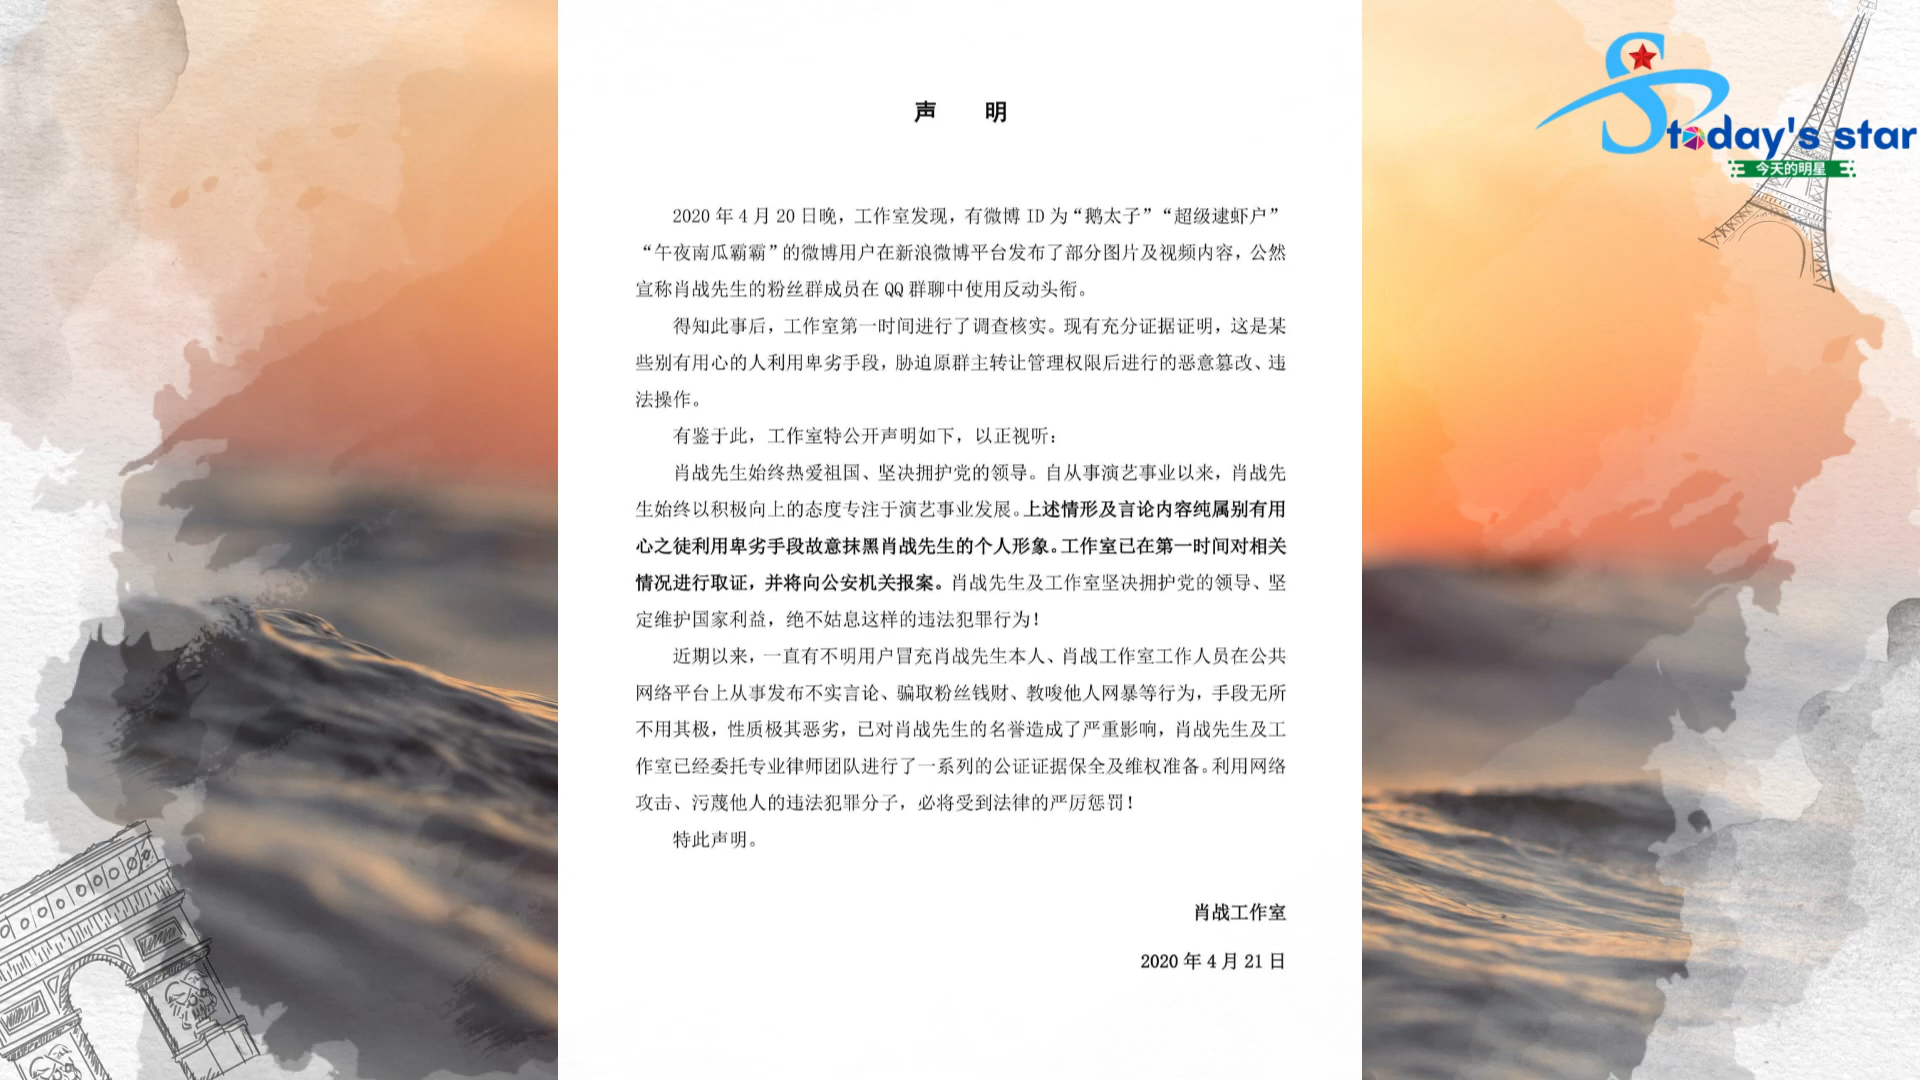 声 明
2020 年 4 月 20 日晚，工作室发现，有微博 ID 为“鹅太子”“超级逮虾户”
“午夜南瓜霸霸”的微博用户在新浪微博平台发布了部分图片及视频内容，公然
宣称肖战先生的粉丝群成员在 QQ 群聊中使用反动头衔。
得知此事后，工作室第一时间进行了调查核实。现有充分证据证明，这是某
些别有用心的人利用卑劣手段，胁迫原群主转让管理权限后进行的恶意篡改、违
法操作。
有鉴于此，工作室特公开声明如下，以正视听：
肖战先生始终热爱祖国、坚决拥护党的领导。自从事演艺事业以来，肖战先
生始终以积极向上的态度专注于演艺事业发展。上述情形及言论内容纯属别有用
心之徒利用卑劣手段故意抹黑肖战先生的个人形象。工作室已在第一时间对相关
情况进行取证，并将向公安机关报案。肖战先生及工作室坚决拥护党的领导、坚
定维护国家利益，绝不姑息这样的违法犯罪行为！
近期以来，一直有不明用户冒充肖战先生本人、肖战工作室工作人员在公共
网络平台上从事发布不实言论、骗取粉丝钱财、教唆他人网暴等行为，手段无所
不用其极，性质极其恶劣，已对肖战先生的名誉造成了严重影响，肖战先生及工
作室已经委托专业律师团队进行了一系列的公证证据保全及维权准备。利用网络
攻击、污蔑他人的违法犯罪分子，必将受到法律的严厉惩罚！
特此声明。
肖战工作室
2020 年 4 月 21 日
today's star
今天的明星